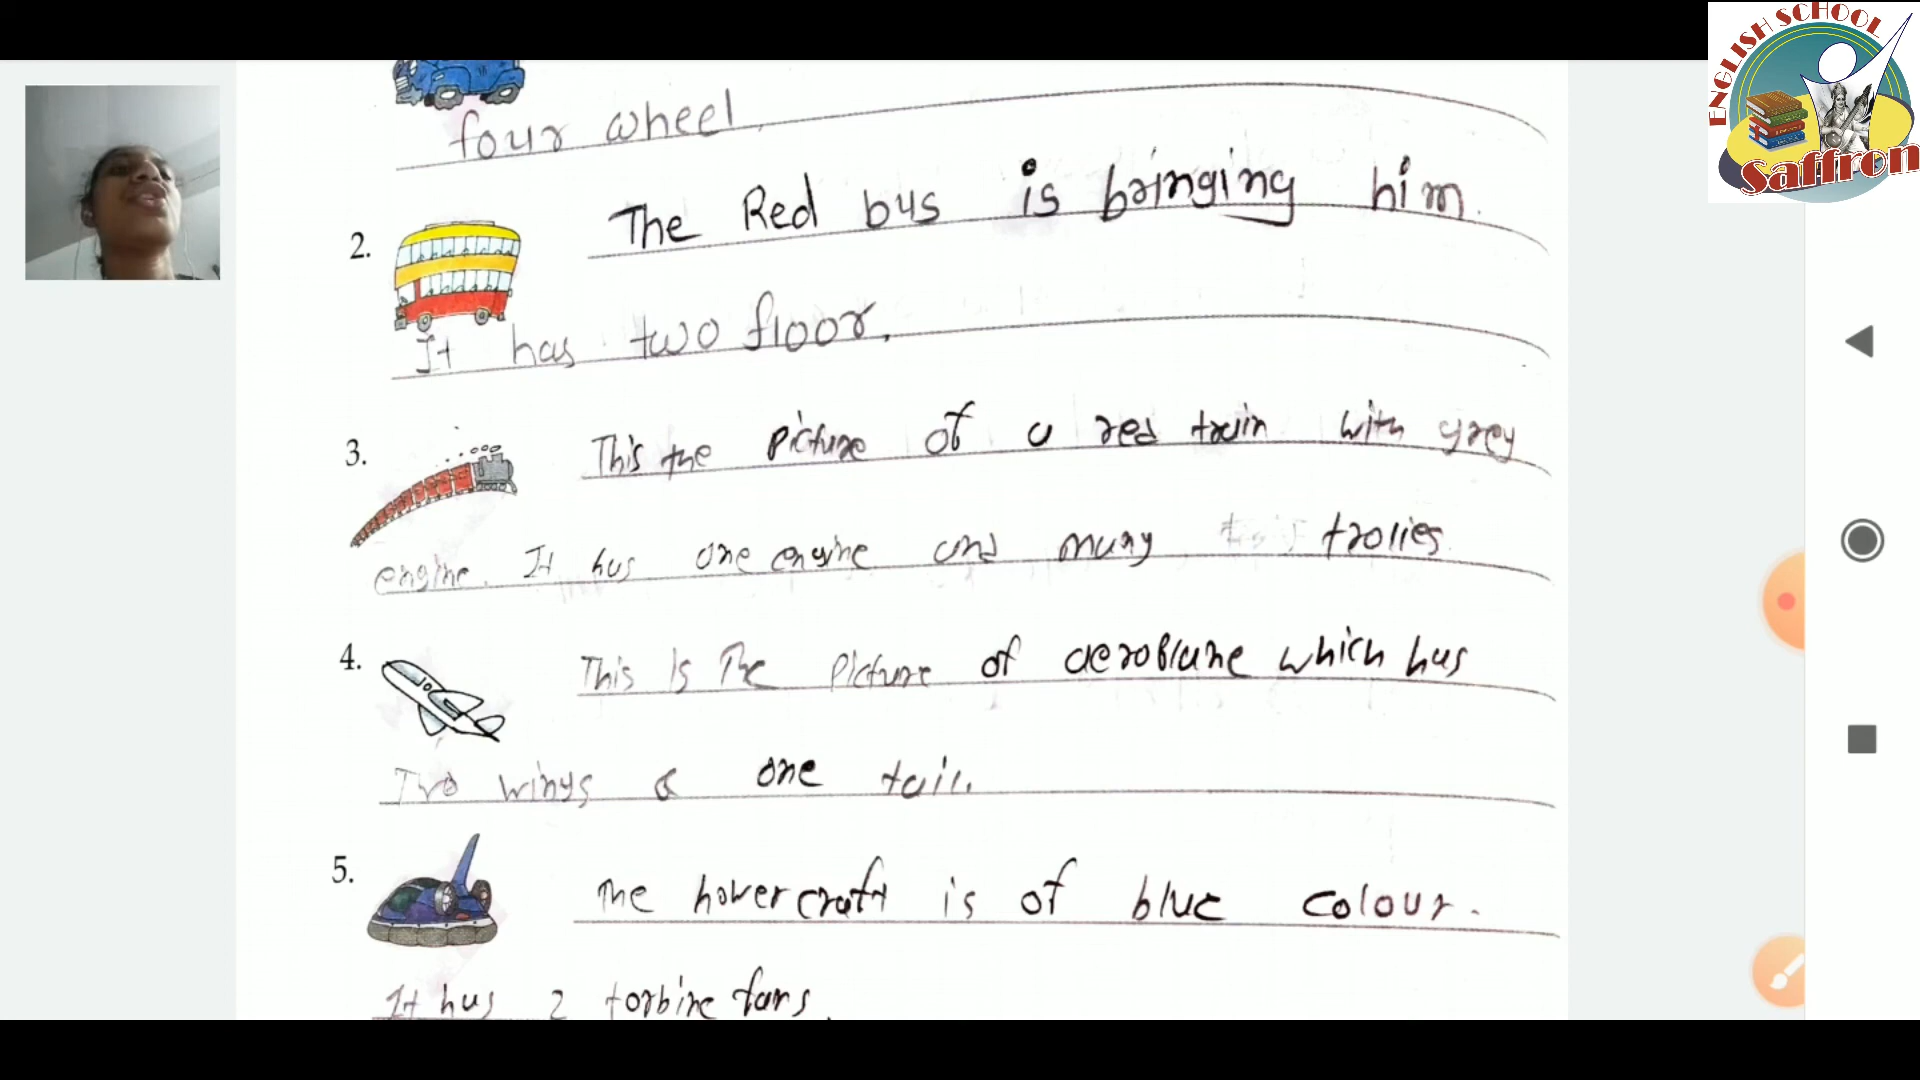 ENGLISH SCHOOL
Saffron
four wheel.
2. The Red bus is bringing him.
It has two floor.
3. This the picture of a red train with grey
engine. It has one engine and many trolies
4. This is The picture of aeroplane which has
Two wings & one tail.
5. The hovercraft is of blue colour.
It has 2 torbine fans.